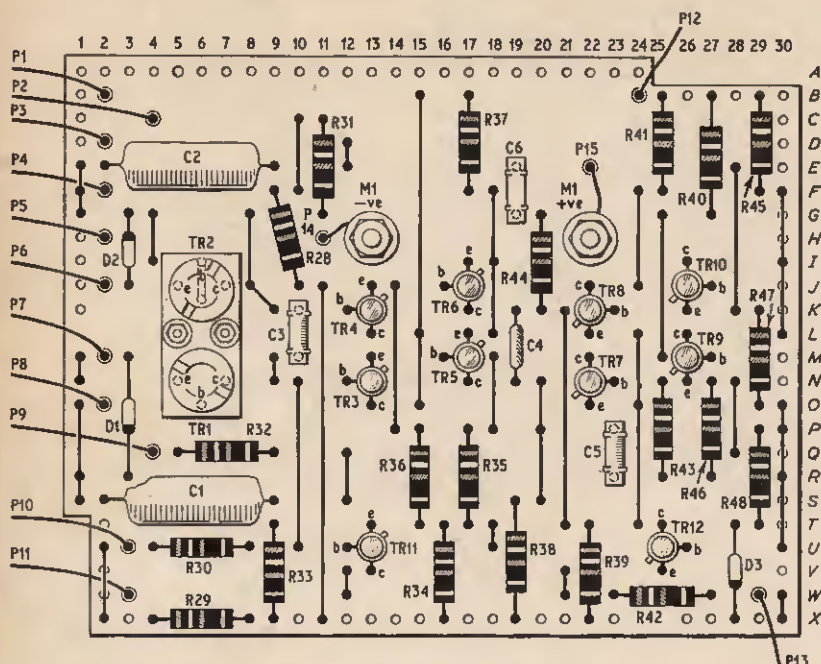 1 2 3 4 5 6 7 8 9 10 11 12 13 14 15 16 17 18 19 20 21 22 23 24 25 26 27 28 29 30
P12
P1
A
P2
B
P3
R31
R37
R41
C
P4
C2
C6
P15
R40
R45
D
E
F
M1
-ve
M1
+ve
G
P5
D2
TR2
P
14
H
P6
R28
e
R44
c
TR10
I
e c
e
b
TR6
c
b
J
P7
C3
b
TR4
c
c
TR8
b
e
e
R47
K
L
P8
e
b
TR3
c
e
b
TR5
c
C4
e
TR7
b
c
c
TR9
b
e
M
e c
b
N
P9
D1
TR1
O
R32
R36
R35
C5
R43
R46
R48
P
Q
R
P10
C1
S
P11
e
b
TR11
c
c
TR12
b
e
T
R30
R33
R34
R38
R39
D3
U
V
R29
R42
W
X
P13